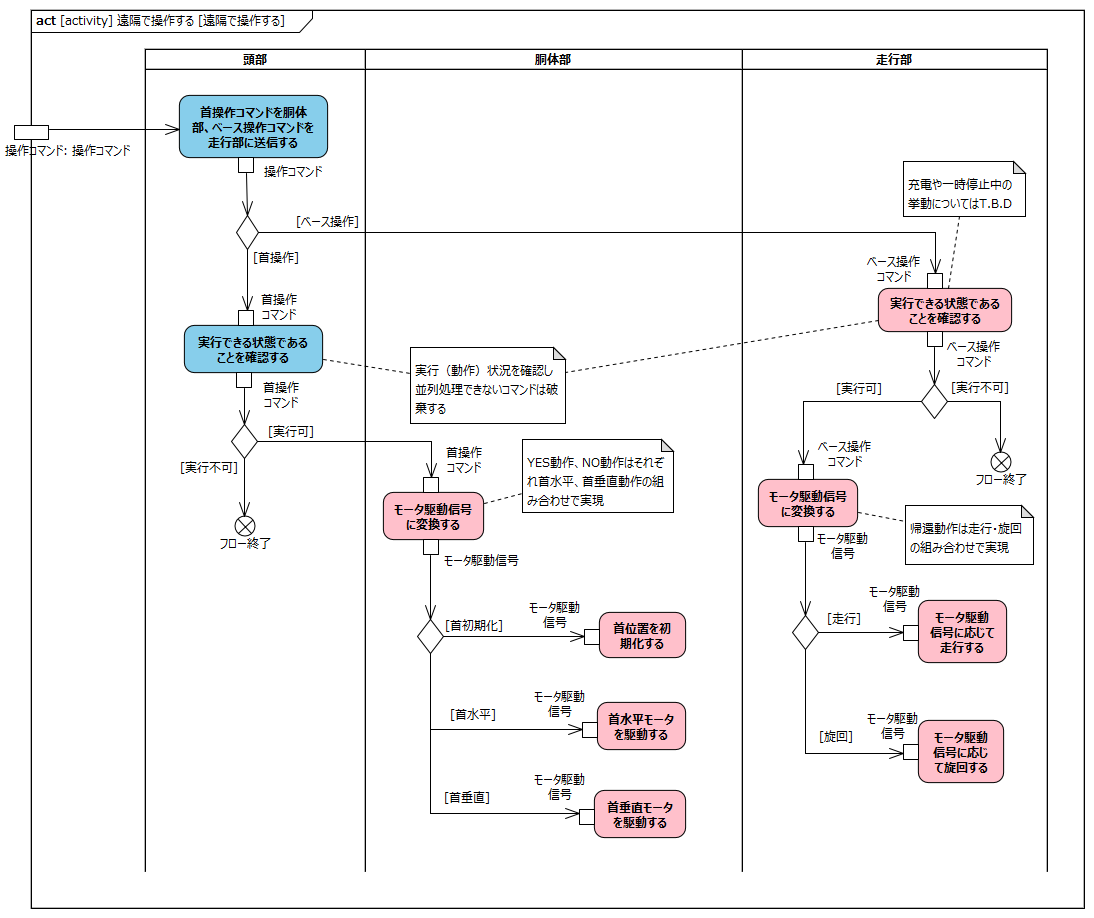 act [activity] 遠隔で操作する [遠隔で操作する]
頭部
胴体部
走行部
首操作コマンドを胴体
部、ベース操作コマンドを
走行部に送信する
操作コマンド: 操作コマンド
操作コマンド
充電や一時停止中の
挙動についてはT.B.D
[ベース操作]
[首操作]
ベース操作
コマンド
首操作
コマンド
実行できる状態である
ことを確認する
実行できる状態である
ことを確認する
実行（動作）状況を確認し
並列処理できないコマンドは破
棄する
ベース操作
コマンド
首操作
コマンド
[実行可]
[実行不可]
[実行可]
[実行不可]
首操作
コマンド
YES動作、NO動作はそれぞ
れ首水平、首垂直動作の組
み合わせで実現
ベース操作
コマンド
フロー終了
モータ駆動信号
に変換する
モータ駆動信号
に変換する
フロー終了
帰還動作は走行・旋回
の組み合わせで実現
モータ駆動信号
モータ駆動
信号
[首初期化]
モータ駆動
信号
首位置を初
期化する
[走行]
モータ駆動
信号
モータ駆動
信号に応じて
走行する
[首水平]
モータ駆動
信号
首水平モータ
を駆動する
[旋回]
モータ駆動
信号
モータ駆動
信号に応じ
て旋回する
[首垂直]
モータ駆動
信号
首垂直モータ
を駆動する